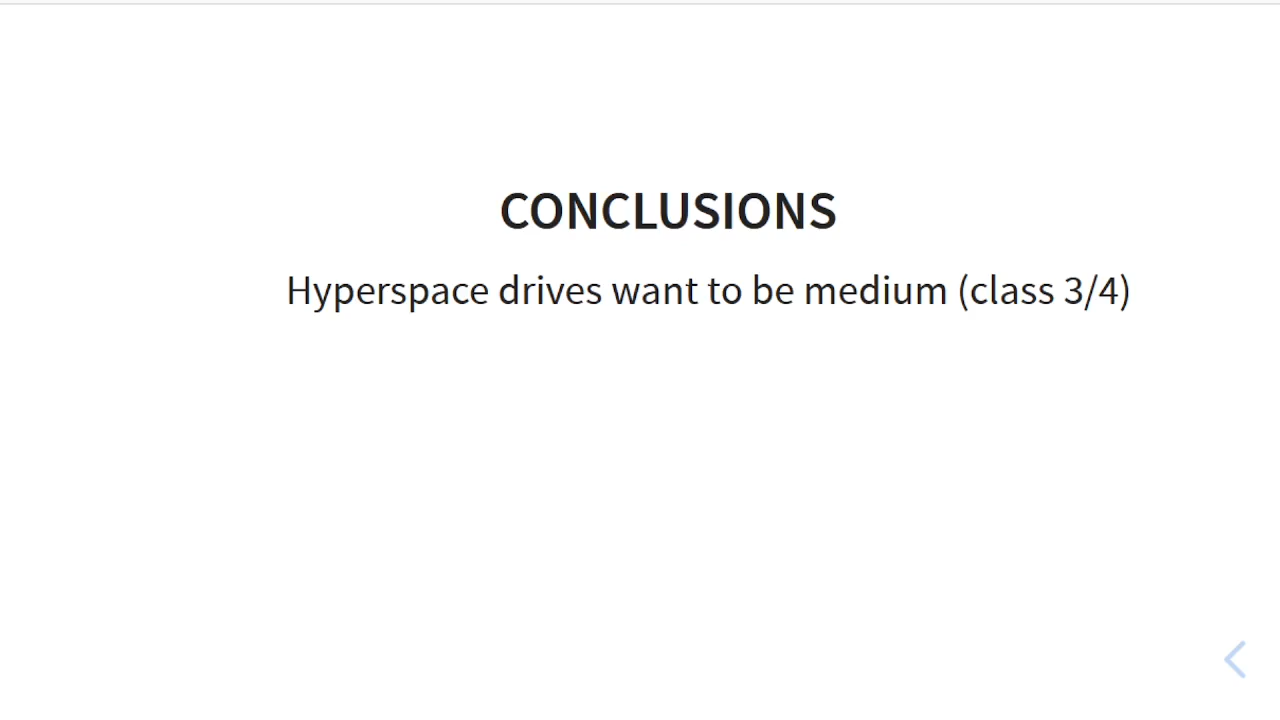 CONCLUSIONS
Hyperspace drives want to be medium (class 3/4)